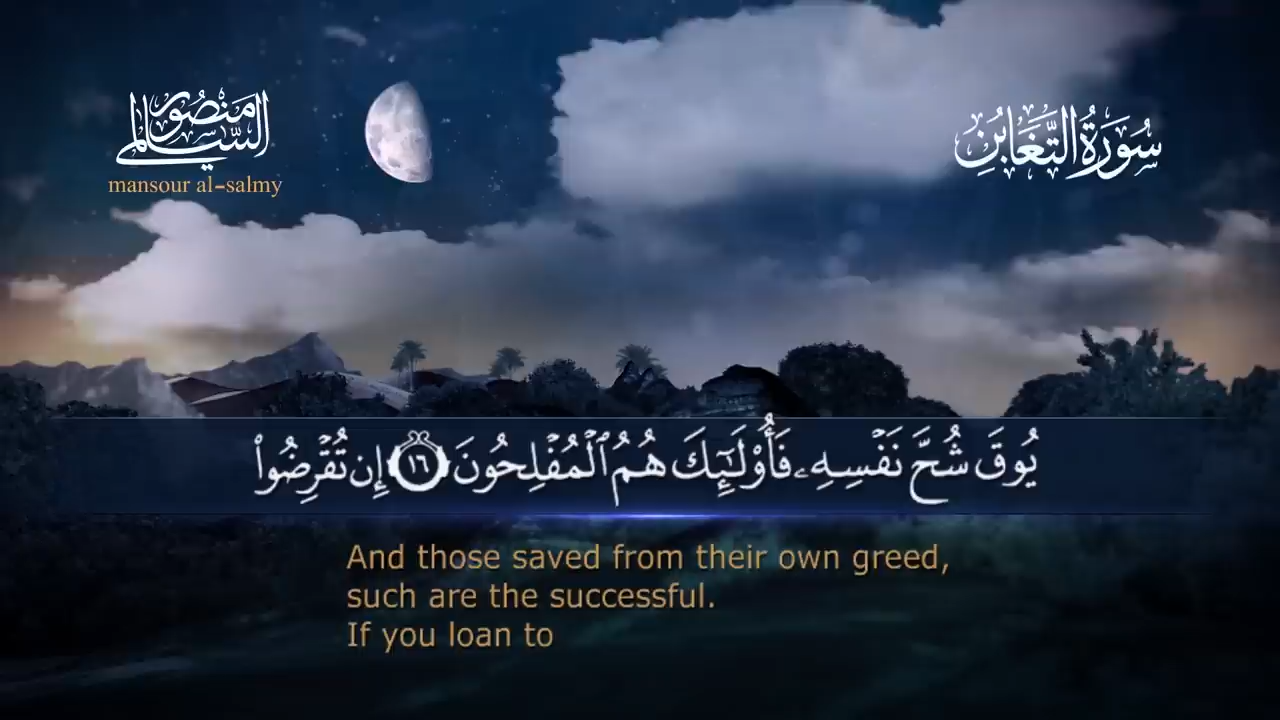 منصور السالمي
mansour al-salmy
سُورَةُ التَّغَابُنِ
يُوقَ شُحَّ نَفْسِهِۦ فَأُو۟لَـٰٓئِكَ هُمُ ٱلْمُفْلِحُونَ ١٦ إِن تُقْرِضُوا۟
And those saved from their own greed,
such are the successful.
If you loan to